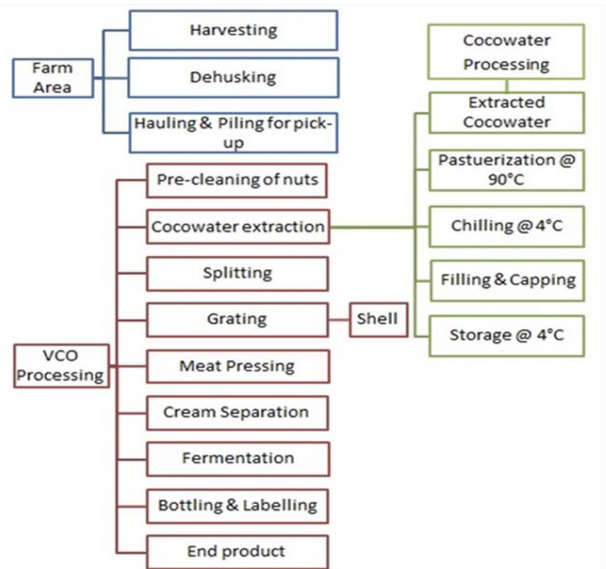 Farm
Area
Harvesting
Dehusking
Hauling & Piling for pick-
up
VCO
Processing
Pre-cleaning of nuts
Cocowater extraction
Splitting
Grating
Shell
Meat Pressing
Cream Separation
Fermentation
Bottling & Labelling
End product
Cocowater
Processing
Extracted
Cocowater
Pastuerization @
90°C
Chilling @ 4°C
Filling & Capping
Storage @ 4°C